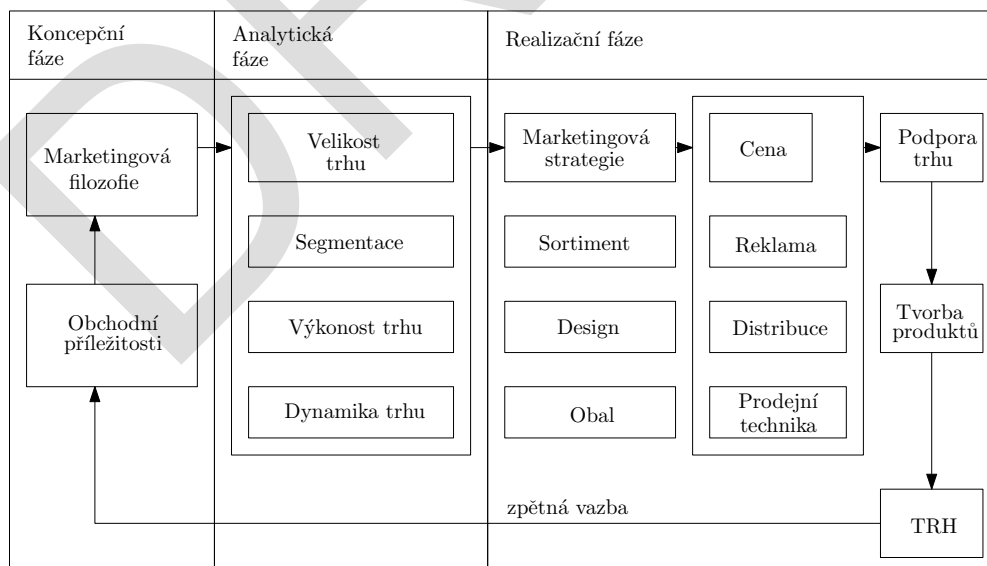 Koncepční
fáze
Analytická
fáze
Realizační fáze
Marketingová
filozofie
Obchodní
příležitosti
Velikost
trhu
Segmentace
Výkonost trhu
Dynamika trhu
Marketingová
strategie
Sortiment
Design
Obal
Cena
Reklama
Distribuce
Prodejní
technika
Podpora
trhu
Tvorba
produktů
TRH
zpětná vazba